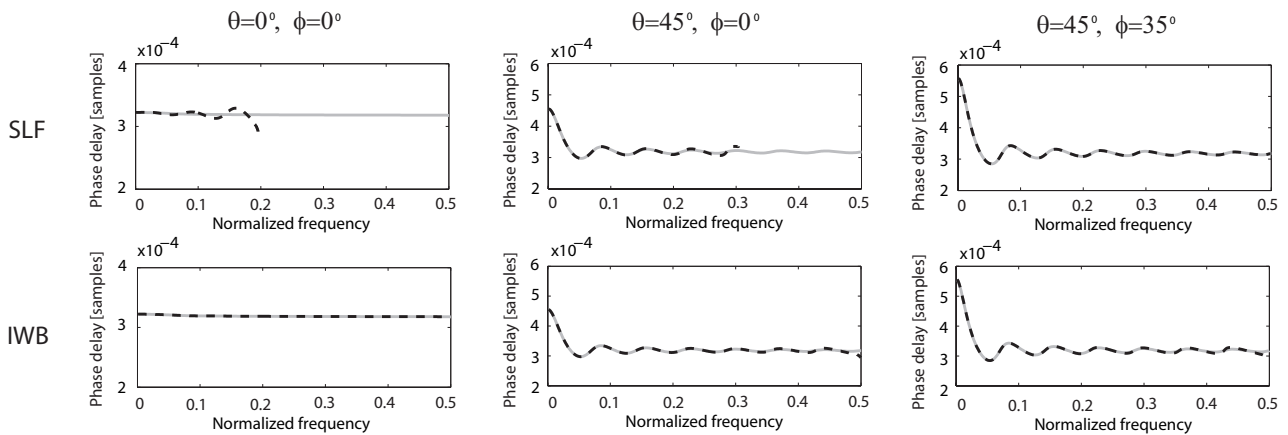 θ=0°, ϕ=0°
θ=45°, ϕ=0°
θ=45°, ϕ=35°
SLF
x10⁻⁴
Phase delay [samples]
4
3
2
0 0.1 0.2 0.3 0.4 0.5
Normalized frequency
x10⁻⁴
Phase delay [samples]
6
5
4
3
2
0 0.1 0.2 0.3 0.4 0.5
Normalized frequency
x10⁻⁴
Phase delay [samples]
6
5
4
3
2
0 0.1 0.2 0.3 0.4 0.5
Normalized frequency
IWB
x10⁻⁴
Phase delay [samples]
4
3
2
0 0.1 0.2 0.3 0.4 0.5
Normalized frequency
x10⁻⁴
Phase delay [samples]
6
5
4
3
2
0 0.1 0.2 0.3 0.4 0.5
Normalized frequency
x10⁻⁴
Phase delay [samples]
6
5
4
3
2
0 0.1 0.2 0.3 0.4 0.5
Normalized frequency